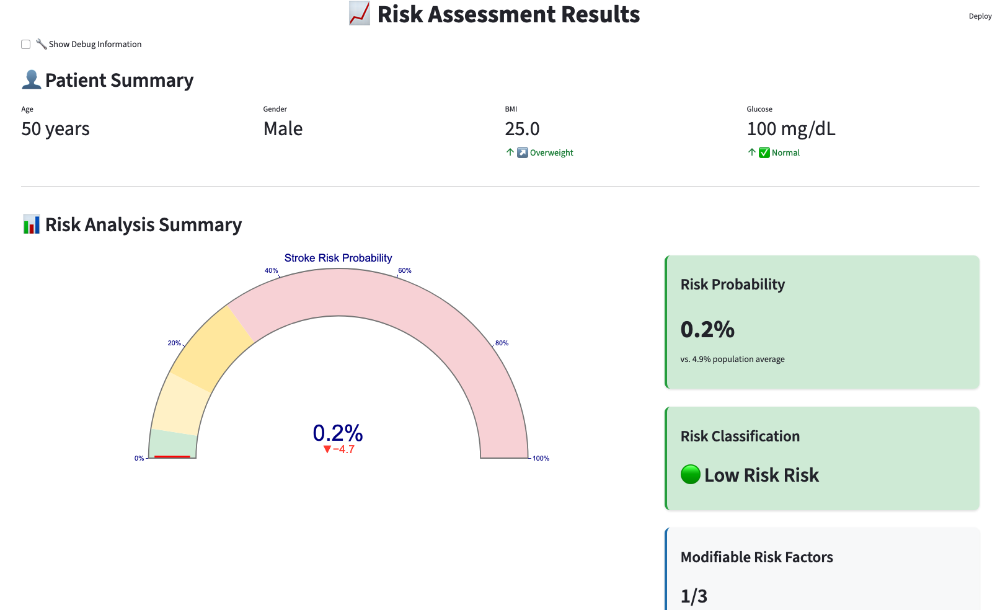 Risk Assessment Results
Deploy
Show Debug Information
Patient Summary
Age
50 years
Gender
Male
BMI
25.0
↑ Overweight
Glucose
100 mg/dL
↑ Normal
Risk Analysis Summary
Stroke Risk Probability
0%
20%
40%
60%
80%
100%
0.2%
▼−4.7
Risk Probability
0.2%
vs. 4.9% population average
Risk Classification
Low Risk Risk
Modifiable Risk Factors
1/3